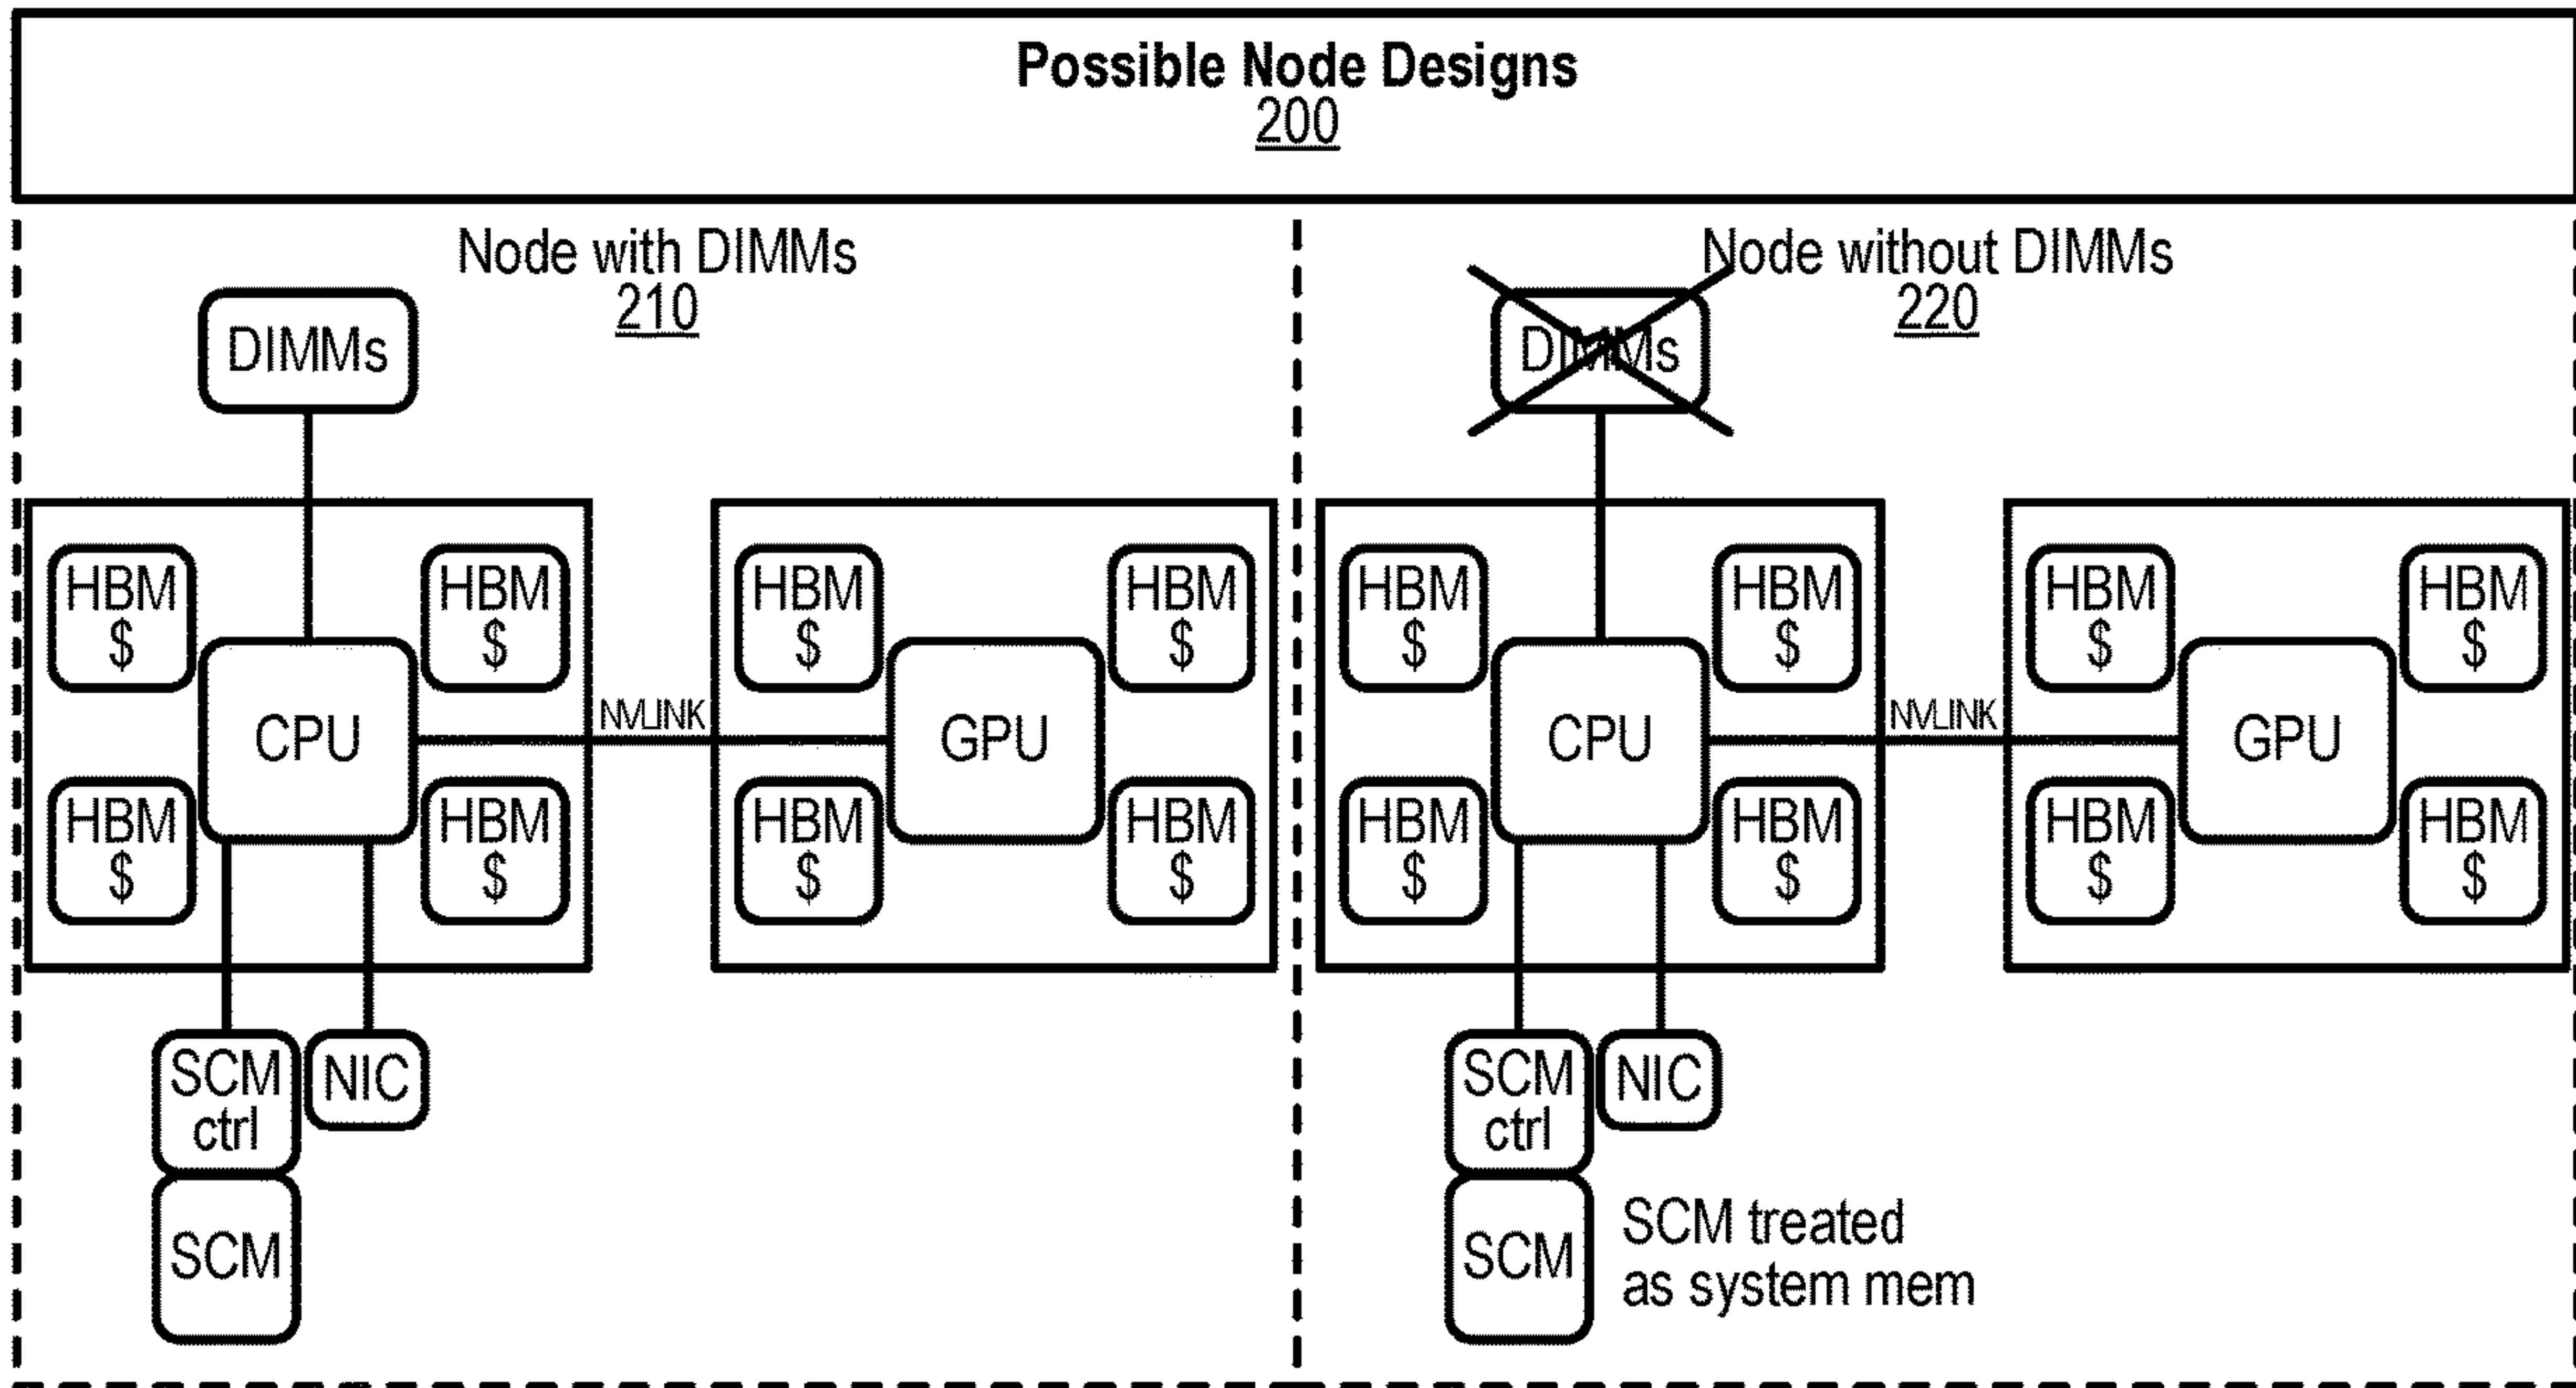 Possible Node Designs
200
Node with DIMMs
210
DIMMs
HBM
$
HBM
$
CPU
HBM
$
HBM
$
NVLINK
HBM
$
HBM
$
GPU
HBM
$
HBM
$
SCM
ctrl
NIC
SCM
Node without DIMMs
220
DIMMs
HBM
$
HBM
$
CPU
HBM
$
HBM
$
NVLINK
HBM
$
HBM
$
GPU
HBM
$
HBM
$
SCM
ctrl
NIC
SCM
SCM treated
as system mem